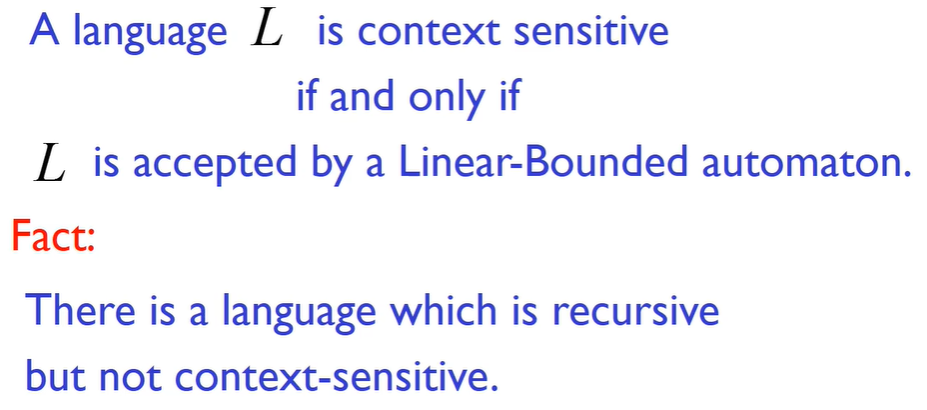 A language L is context sensitive
if and only if
L is accepted by a Linear-Bounded automaton.
Fact:
There is a language which is recursive
but not context-sensitive.